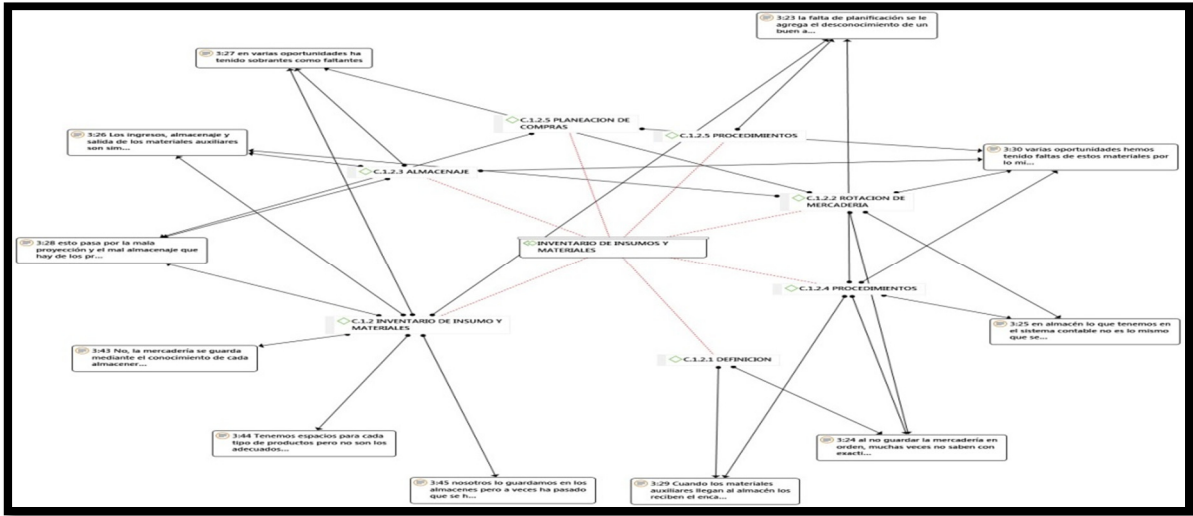 3:23 la falta de planificación se le
agrega el desconocimiento de un
buen a...
3:27 en varias oportunidades ha
tenido sobrantes como faltantes
C.1.2.5 PLANEACION DE
COMPRAS
C.1.2.5 PROCEDIMIENTOS
3:26 Los ingresos, almacenaje y
salida de los materiales auxiliares
son sim...
3:30 varias oportunidades hemos
tenido faltas de estos materiales por
lo mi...
C.1.2.3 ALMACENAJE
C.1.2.2 ROTACION DE
MERCADERIA
3:28 esto pasa por la mala
proyección y el mal almacenaje que
hay de los pr...
INVENTARIO DE INSUMOS Y
MATERIALES
C.1.2.4 PROCEDIMIENTOS
C.1.2 INVENTARIO DE INSUMO Y
MATERIALES
3:25 en almacén lo que tenemos en
el sistema contable no es lo mismo
que se...
3:43 No, la mercadería se guarda
mediante el conocimiento de cada
almacener...
C.1.2.1 DEFINICION
3:44 Tenemos espacios para cada
tipo de productos pero no son los
adecuados...
3:24 al no guardar la mercadería en
orden, muchas veces no saben con
exacti...
3:45 nosotros lo guardamos en los
almacenes pero a veces ha pasado
que se h...
3:29 Cuando los materiales
auxiliares llegan al almacén los
reciben el enca...